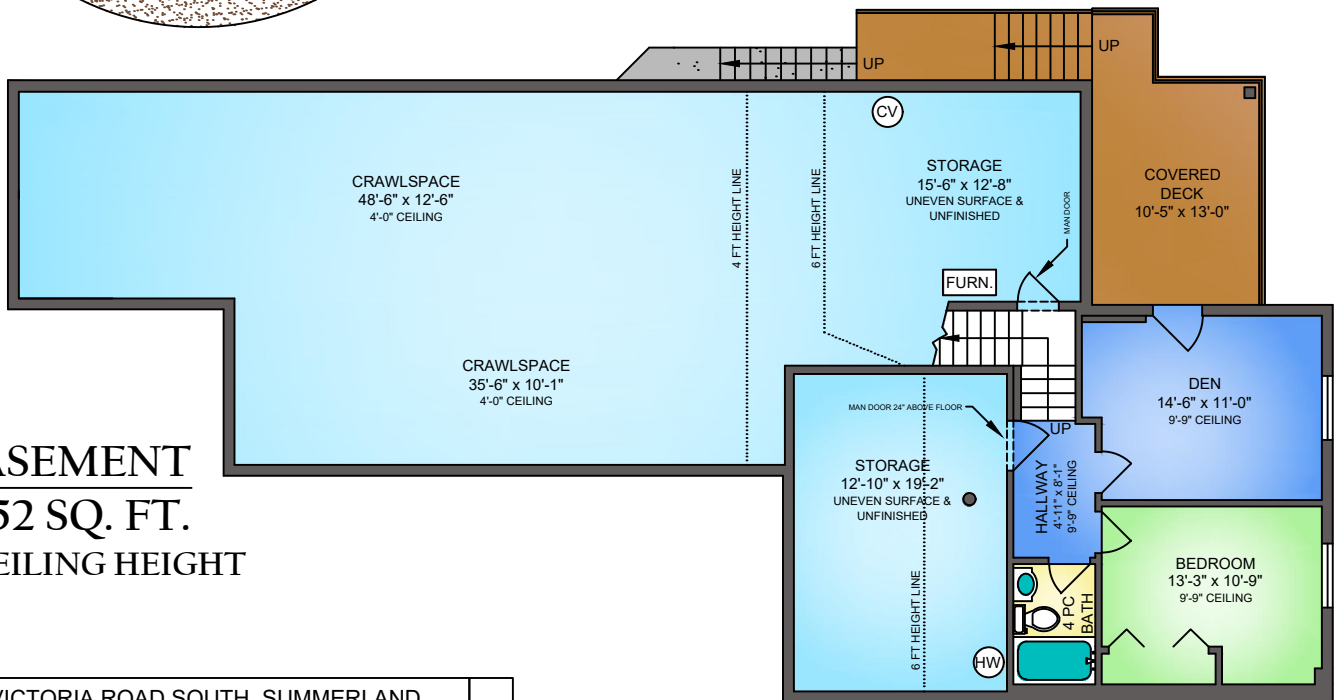 UP
UP
CV
CRAWLSPACE
48'-6" x 12'-6"
4'-0" CEILING
4 FT HEIGHT LINE
6 FT HEIGHT LINE
STORAGE
15'-6" x 12'-8"
UNEVEN SURFACE &
UNFINISHED
MAN DOOR
COVERED
DECK
10'-5" x 13'-0"
FURN.
CRAWLSPACE
35'-6" x 10'-1"
4'-0" CEILING
DEN
14'-6" x 11'-0"
9'-9" CEILING
MAN DOOR 24" ABOVE FLOOR
UP
STORAGE
12'-10" x 19'-2"
UNEVEN SURFACE &
UNFINISHED
6 FT HEIGHT LINE
HALLWAY
4'-11" x 8'-1"
9'-9" CEILING
BEDROOM
13'-3" x 10'-9"
9'-9" CEILING
4 PC
BATH
HW
ASEMENT
52 SQ. FT.
EILING HEIGHT
VICTORIA ROAD SOUTH, SUMMERLAND